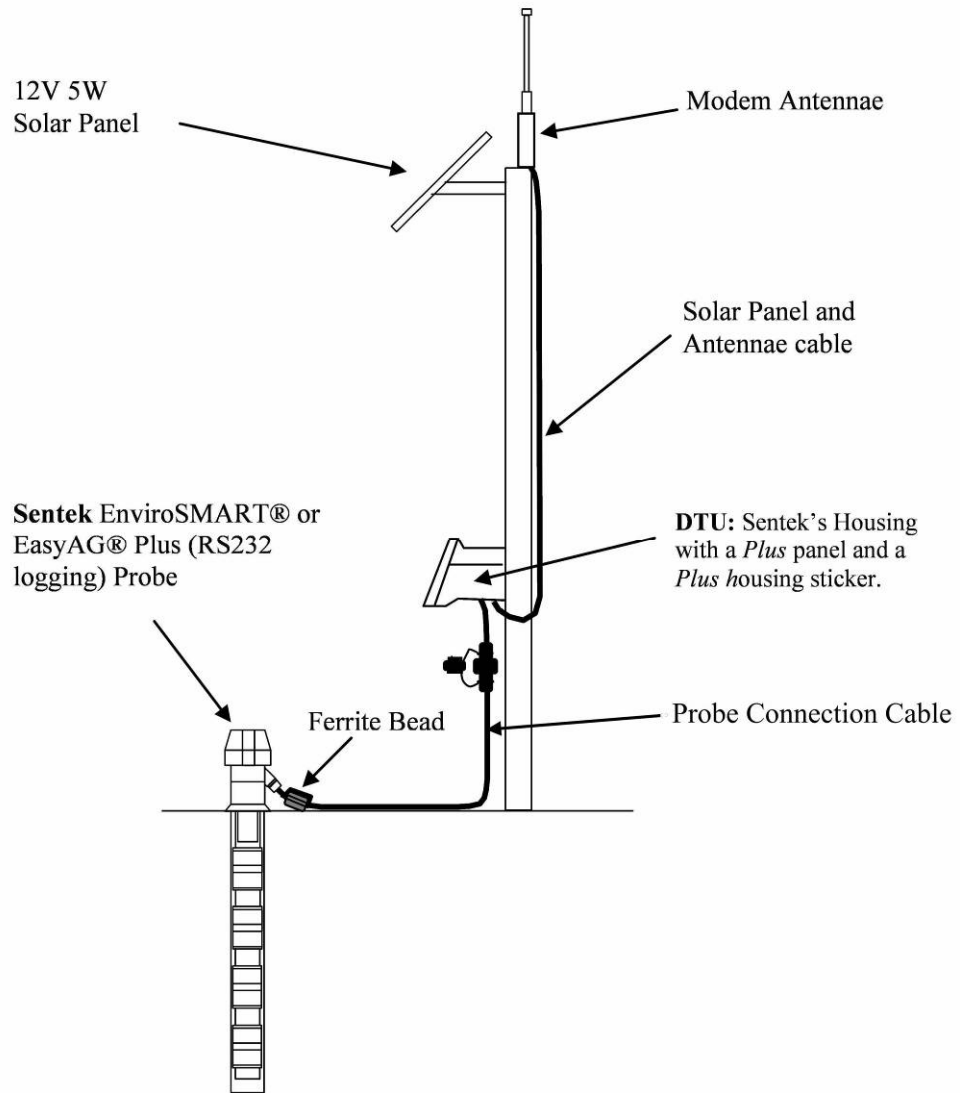 12V 5W
Solar Panel
Modem Antennae
Solar Panel and
Antennae cable
Sentek EnviroSMART® or
EasyAG® Plus (RS232
logging) Probe
DTU: Sentek’s Housing
with a Plus panel and a
Plus housing sticker.
Ferrite Bead
Probe Connection Cable